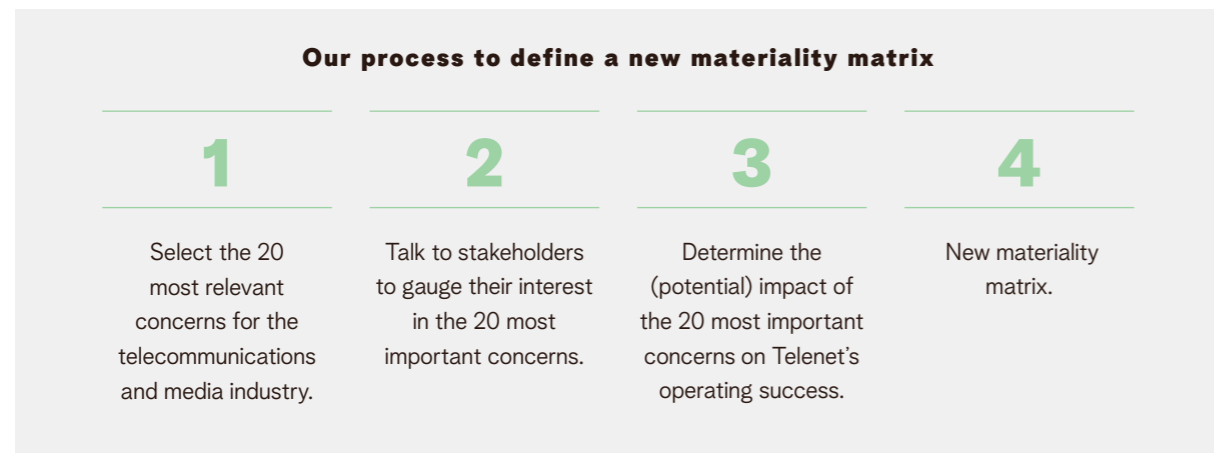 Our process to define a new materiality matrix
1
Select the 20
most relevant
concerns for the
telecommunications
and media industry.
2
Talk to stakeholders
to gauge their interest
in the 20 most
important concerns.
3
Determine the
(potential) impact of
the 20 most important
concerns on Telenet’s
operating success.
4
New materiality
matrix.